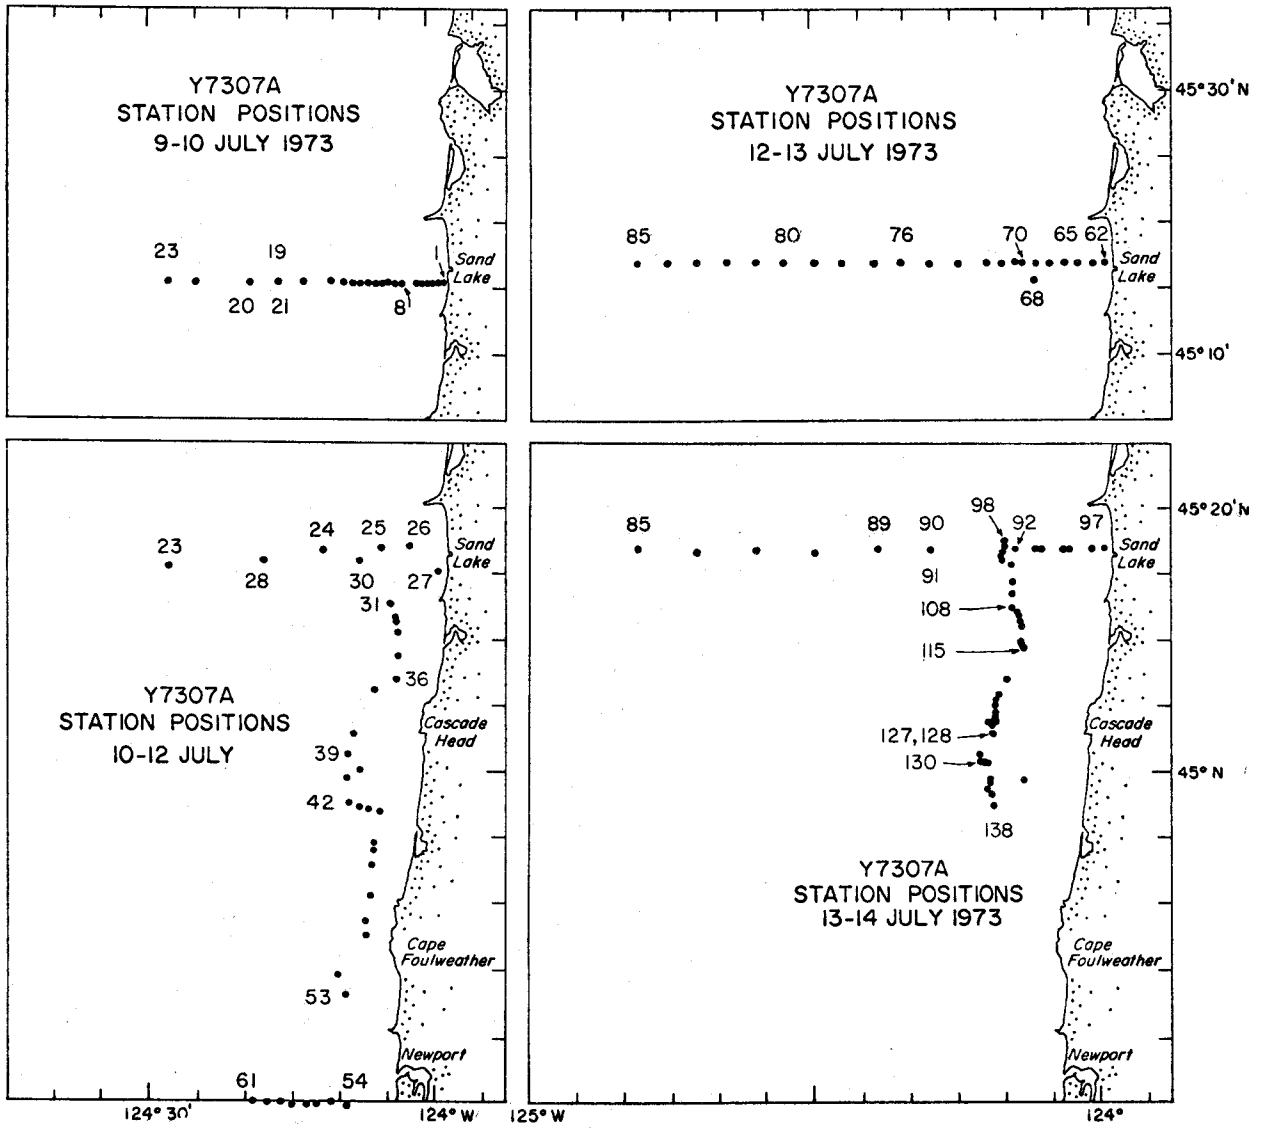 Y7307A
STATION POSITIONS
9-10 JULY 1973
23
19
1
Sand
Lake
20
21
8
Y7307A
STATION POSITIONS
12-13 JULY 1973
85
80
76
70
65
62
Sand
Lake
68
45°30'N
45°10'
23
24
25
26
Sand
Lake
28
30
27
31
36
Y7307A
STATION POSITIONS
10-12 JULY
Cascade
Head
39
42
Cape
Foulweather
53
Newport
61
54
124°30'
124°W
85
89
90
98
92
97
45°20'N
Sand
Lake
91
108
115
Cascade
Head
127,128
130
45°N
138
Y7307A
STATION POSITIONS
13-14 JULY 1973
Cape
Foulweather
Newport
125°W
124°